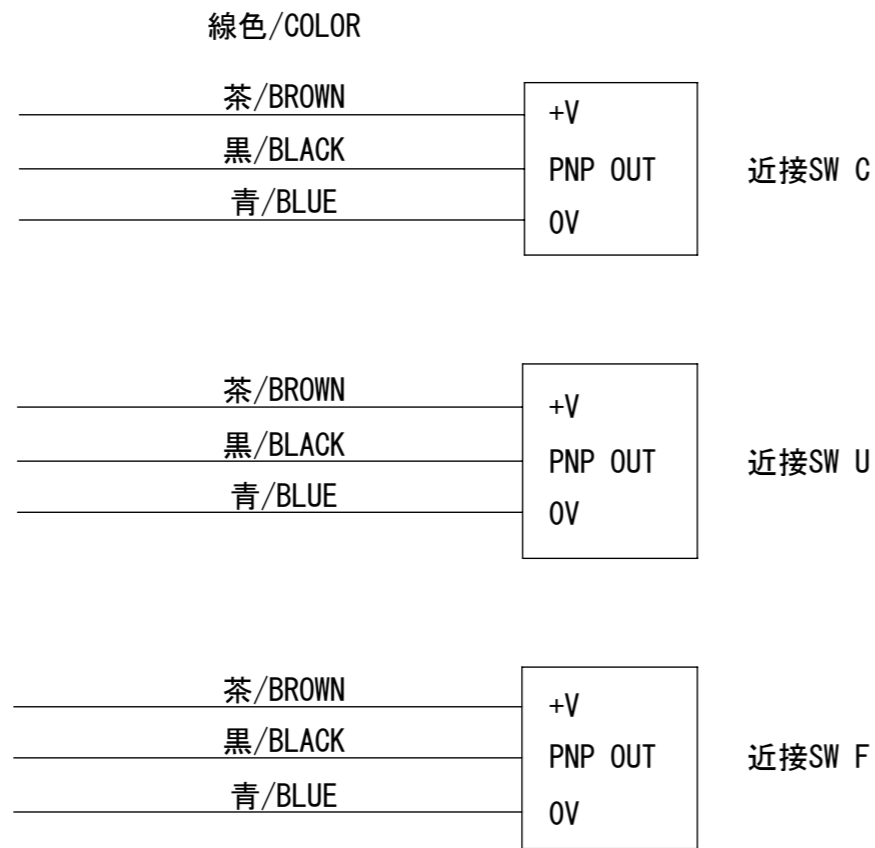 線色/COLOR
茶/BROWN
+V
黒/BLACK
PNP OUT
近接SW C
青/BLUE
0V
茶/BROWN
+V
黒/BLACK
PNP OUT
近接SW U
青/BLUE
0V
茶/BROWN
+V
黒/BLACK
PNP OUT
近接SW F
青/BLUE
0V